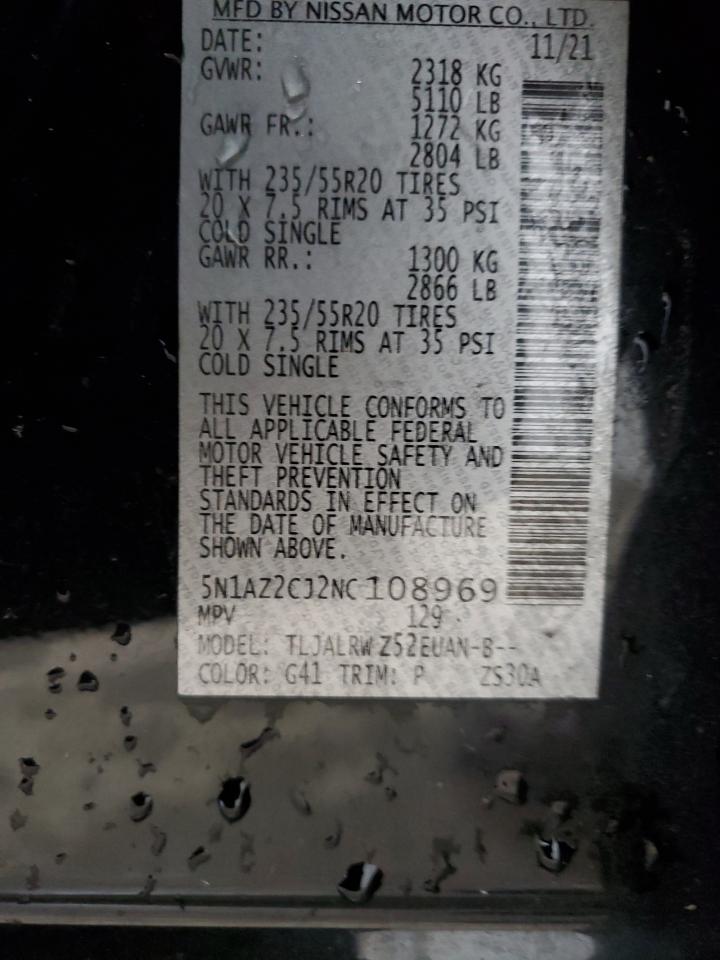 MFD BY NISSAN MOTOR CO., LTD.
DATE: 11/21
GVWR: 2318 KG
5110 LB
GAWR FR.: 1272 KG
2804 LB
WITH 235/55R20 TIRES
20 X 7.5 RIMS AT 35 PSI
COLD SINGLE
GAWR RR.: 1300 KG
2866 LB
WITH 235/55R20 TIRES
20 X 7.5 RIMS AT 35 PSI
COLD SINGLE
THIS VEHICLE CONFORMS TO
ALL APPLICABLE FEDERAL
MOTOR VEHICLE SAFETY AND
THEFT PREVENTION
STANDARDS IN EFFECT ON
THE DATE OF MANUFACTURE
SHOWN ABOVE.
5N1AZ2CJ2NC108969
MPV 129
MODEL: TLJALRWZ52EUAN-B--
COLOR: G41 TRIM: P ZS30A